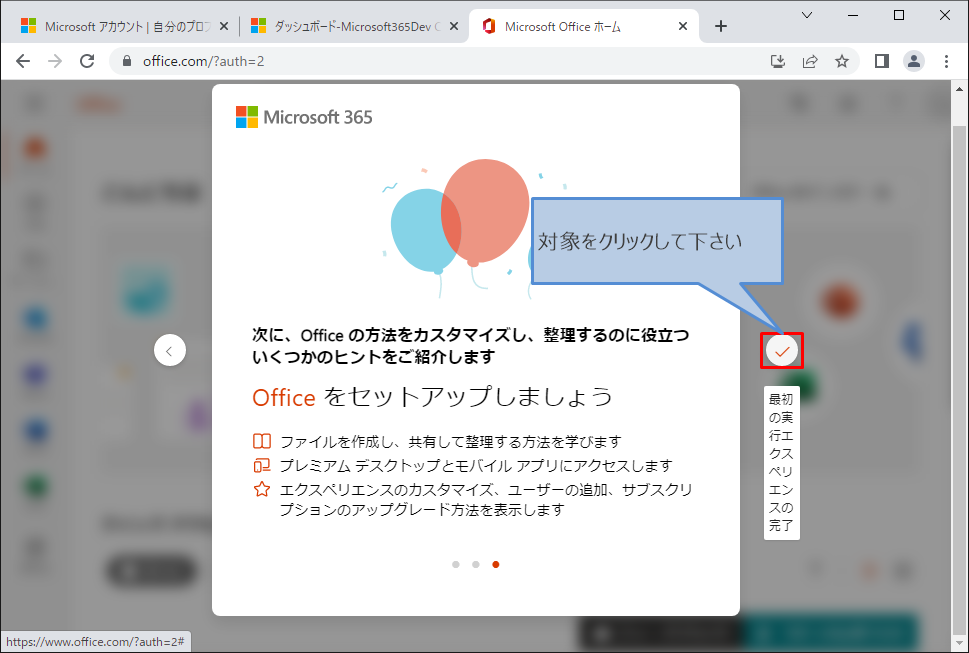 Microsoft アカウント | 自分のプロフ
ダッシュボード-Microsoft365Dev C
Microsoft Office ホーム
office.com/?auth=2
Microsoft 365
対象をクリックして下さい
次に、Office の方法をカスタマイズし、整理するのに役立つ
いくつかのヒントをご紹介します
Office をセットアップしましょう
ファイルを作成し、共有して整理する方法を学びます
プレミアム デスクトップとモバイル アプリにアクセスします
エクスペリエンスのカスタマイズ、ユーザーの追加、サブスクリ
プションのアップグレード方法を表示します
最初
の実
行エ
クス
ペリ
エン
スの
完了
https://www.office.com/?auth=2#